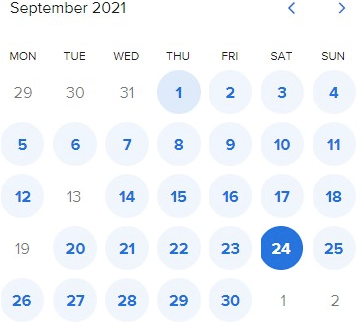 September 2021
MON TUE WED THU FRI SAT SUN
29 30 31 1 2 3 4
5 6 7 8 9 10 11
12 13 14 15 16 17 18
19 20 21 22 23 24 25
26 27 28 29 30 1 2